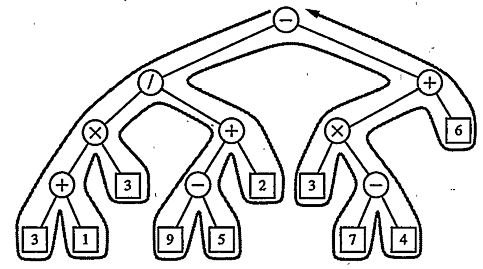 −
/ +
× + × 6
+ 3 − 2 3 −
3 1 9 5 7 4